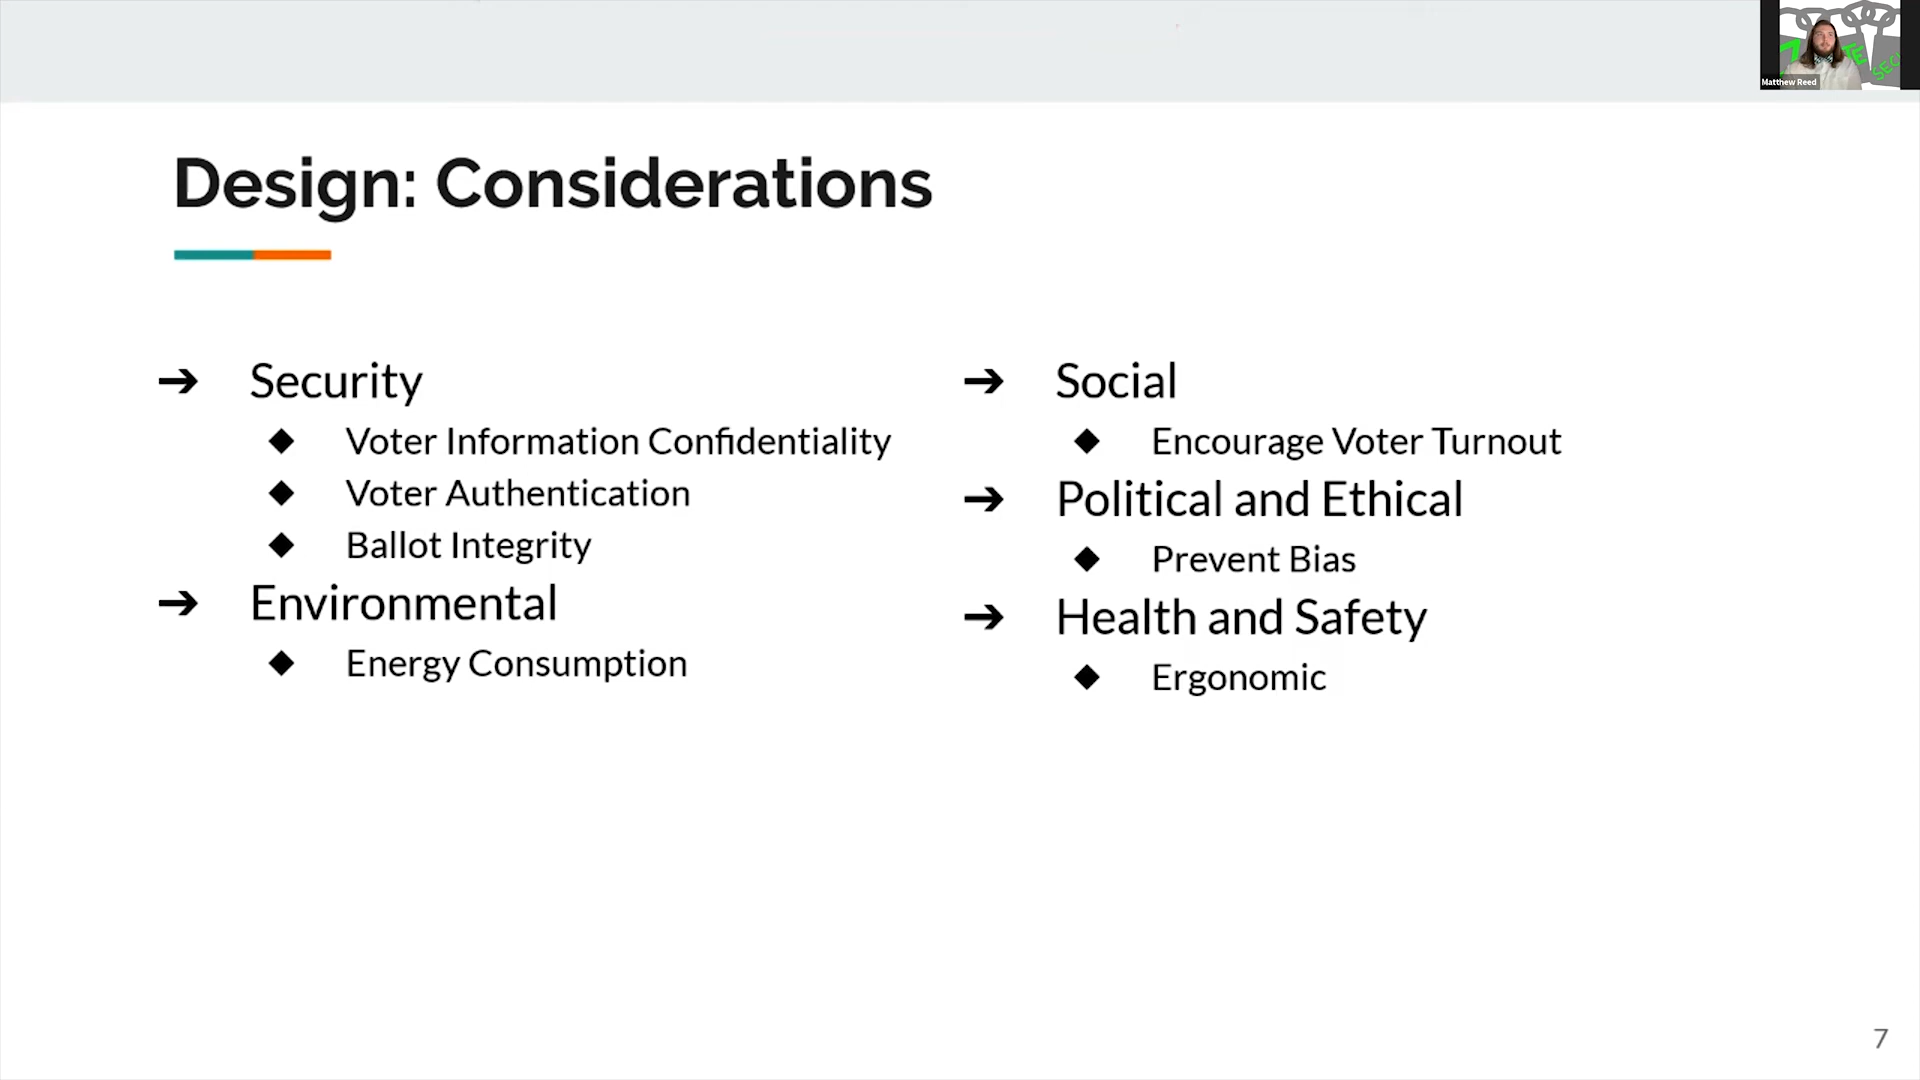 Matthew Reed
Design: Considerations
➔ Security
◆ Voter Information Confidentiality
◆ Voter Authentication
◆ Ballot Integrity
➔ Environmental
◆ Energy Consumption
➔ Social
◆ Encourage Voter Turnout
➔ Political and Ethical
◆ Prevent Bias
➔ Health and Safety
◆ Ergonomic
7